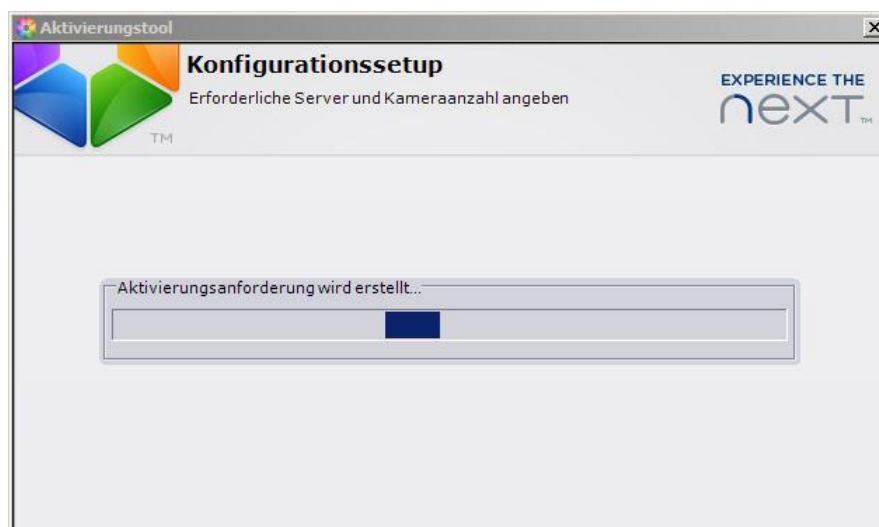 Aktivierungstool
Konfigurationssetup
Erforderliche Server und Kameraanzahl angeben
TM
EXPERIENCE THE
next TM
Aktivierungsanforderung wird erstellt...